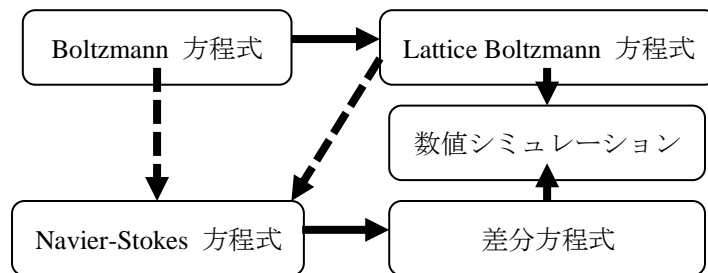 Boltzmann 方程式
Lattice Boltzmann 方程式
数値シミュレーション
Navier-Stokes 方程式
差分方程式